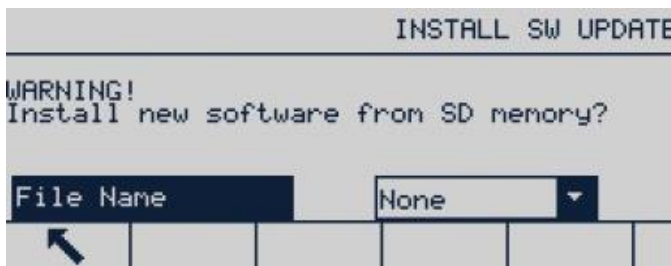 INSTALL SW UPDATE
WARNING!
Install new software from SD memory?
File Name
None